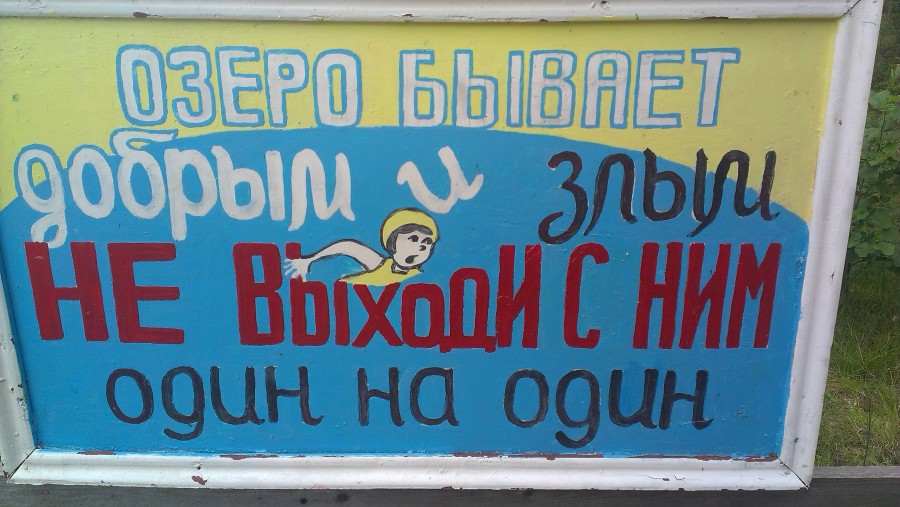 ОЗЕРО БЫВАЕТ
добрым и злым
НЕ ВЫХОДИ С НИМ
один на один